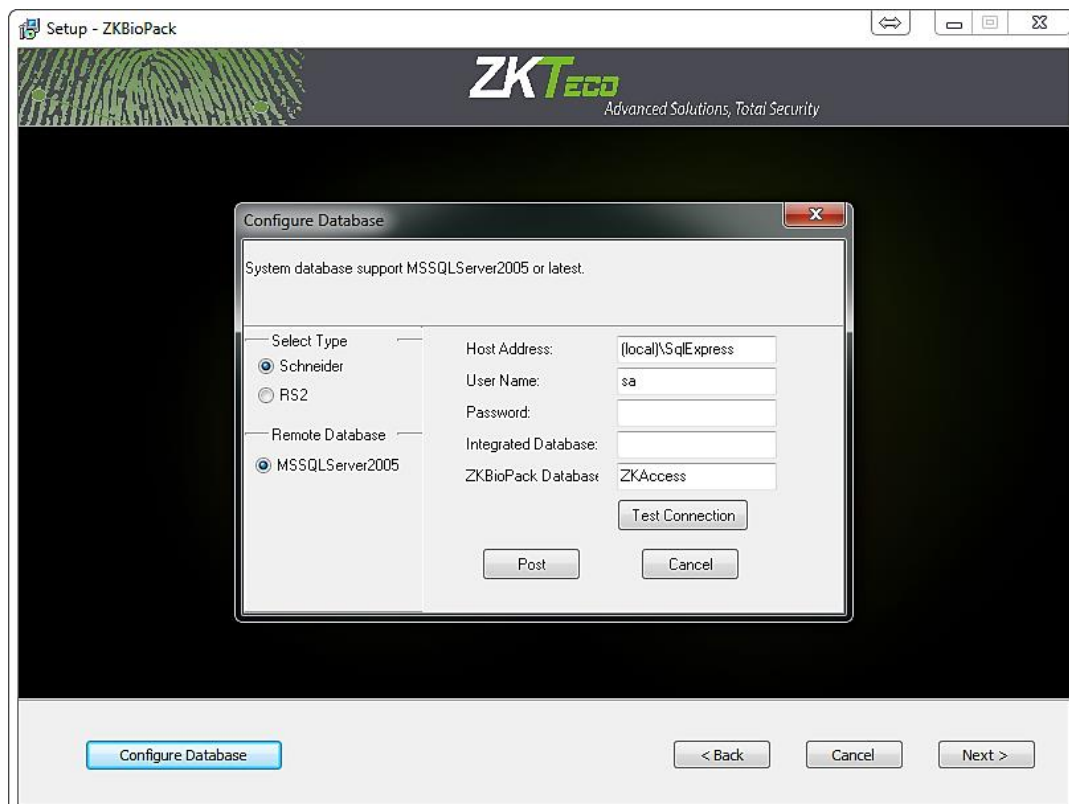 Setup - ZKBioPack
ZKTeco
Advanced Solutions, Total Security
Configure Database
System database support MSSQLServer2005 or latest.
Select Type
Schneider
RS2
Remote Database
MSSQLServer2005
Host Address: (local)\SqlExpress
User Name: sa
Password:
Integrated Database:
ZKBioPack Database ZKAccess
Test Connection
Post Cancel
Configure Database < Back Cancel Next >